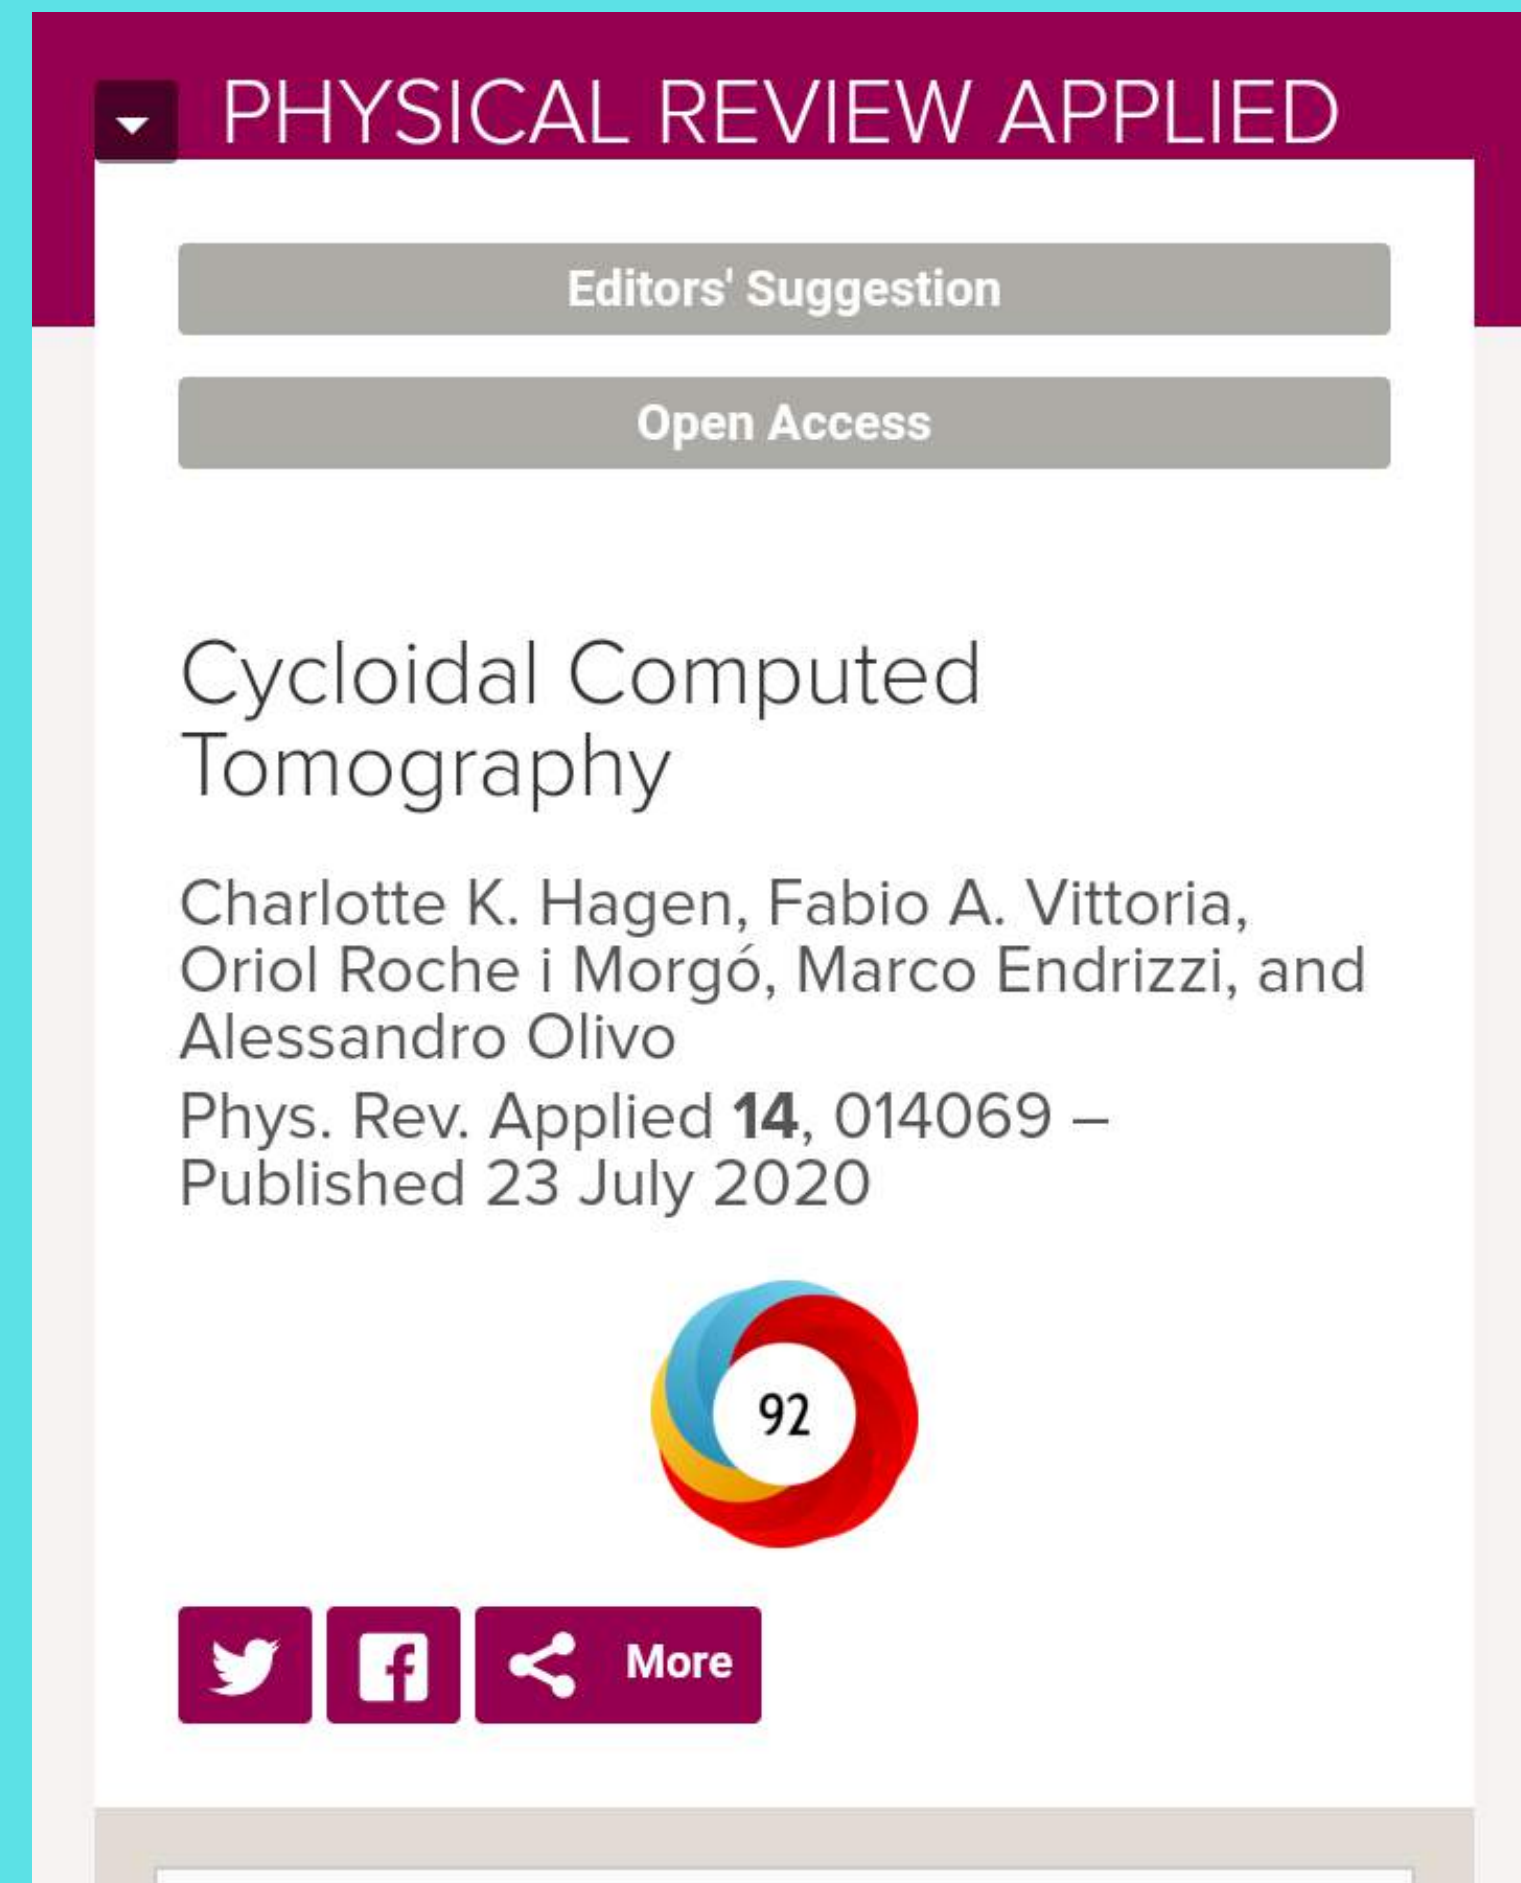 PHYSICAL REVIEW APPLIED
Editors' Suggestion
Open Access
Cycloidal Computed
Tomography
Charlotte K. Hagen, Fabio A. Vittoria,
Oriol Roche i Morgó, Marco Endrizzi, and
Alessandro Olivo
Phys. Rev. Applied 14, 014069 –
Published 23 July 2020
92
More